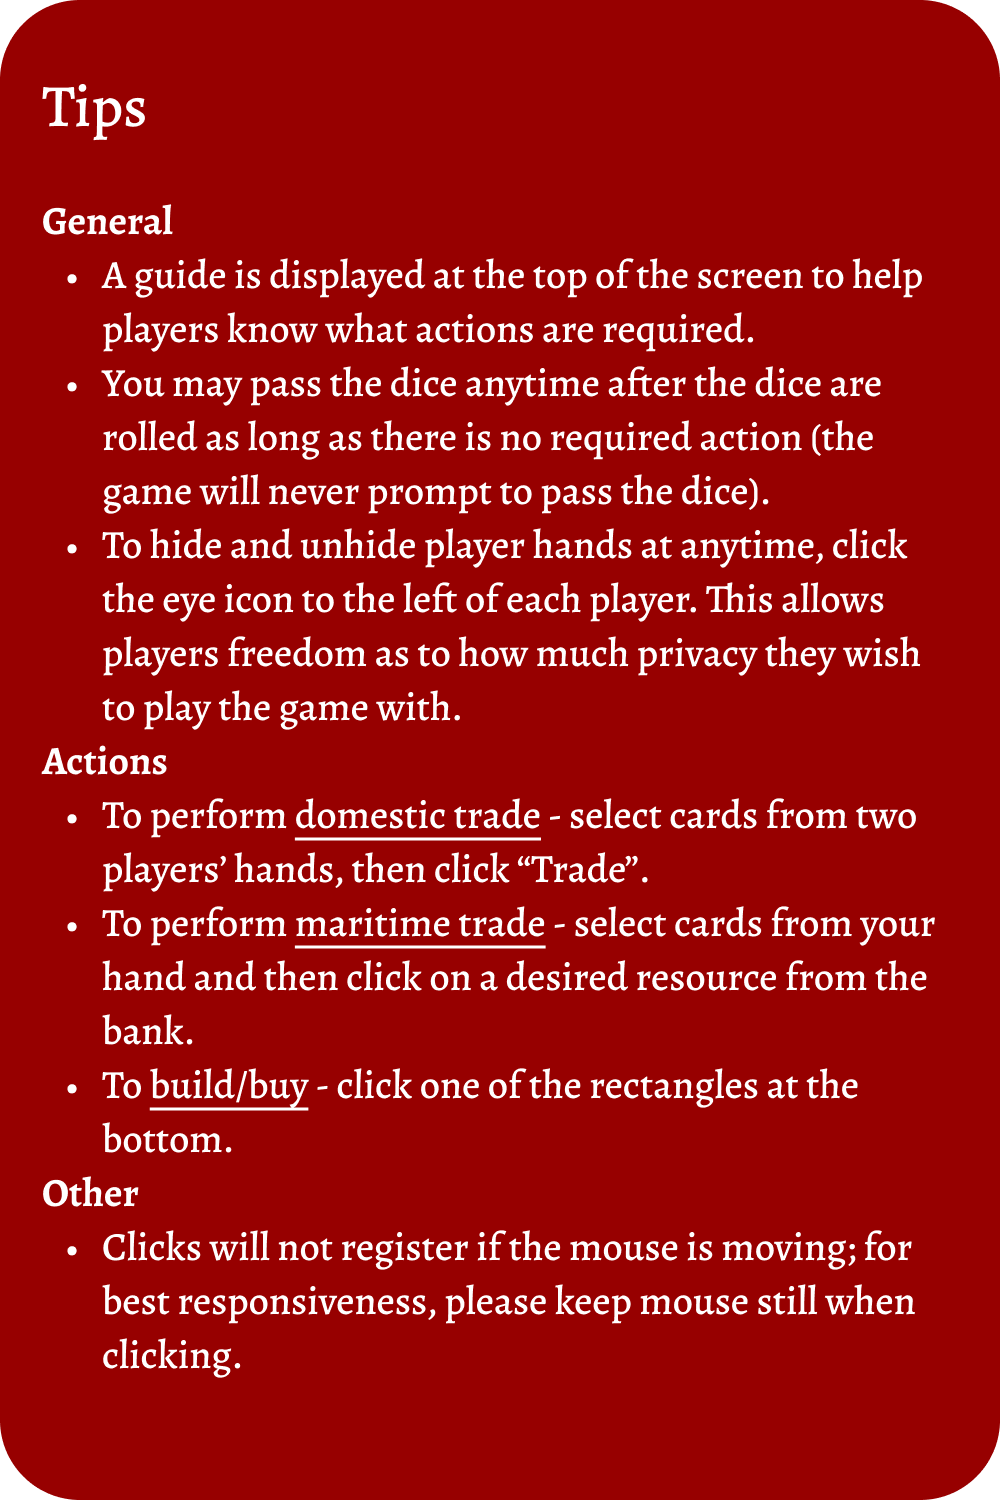 Tips
General
• A guide is displayed at the top of the screen to help
players know what actions are required.
• You may pass the dice anytime after the dice are
rolled as long as there is no required action (the
game will never prompt to pass the dice).
• To hide and unhide player hands at anytime, click
the eye icon to the left of each player. This allows
players freedom as to how much privacy they wish
to play the game with.
Actions
• To perform domestic trade - select cards from two
players’ hands, then click “Trade”.
• To perform maritime trade - select cards from your
hand and then click on a desired resource from the
bank.
• To build/buy - click one of the rectangles at the
bottom.
Other
• Clicks will not register if the mouse is moving; for
best responsiveness, please keep mouse still when
clicking.